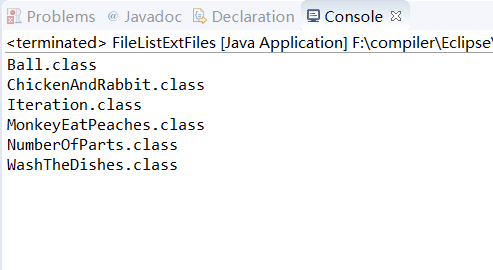 Problems @ Javadoc Declaration Console
<terminated> FileListExtFiles [Java Application] F:\compiler\Eclipse\
Ball.class
ChickenAndRabbit.class
Iteration.class
MonkeyEatPeaches.class
NumberOfParts.class
WashTheDishes.class